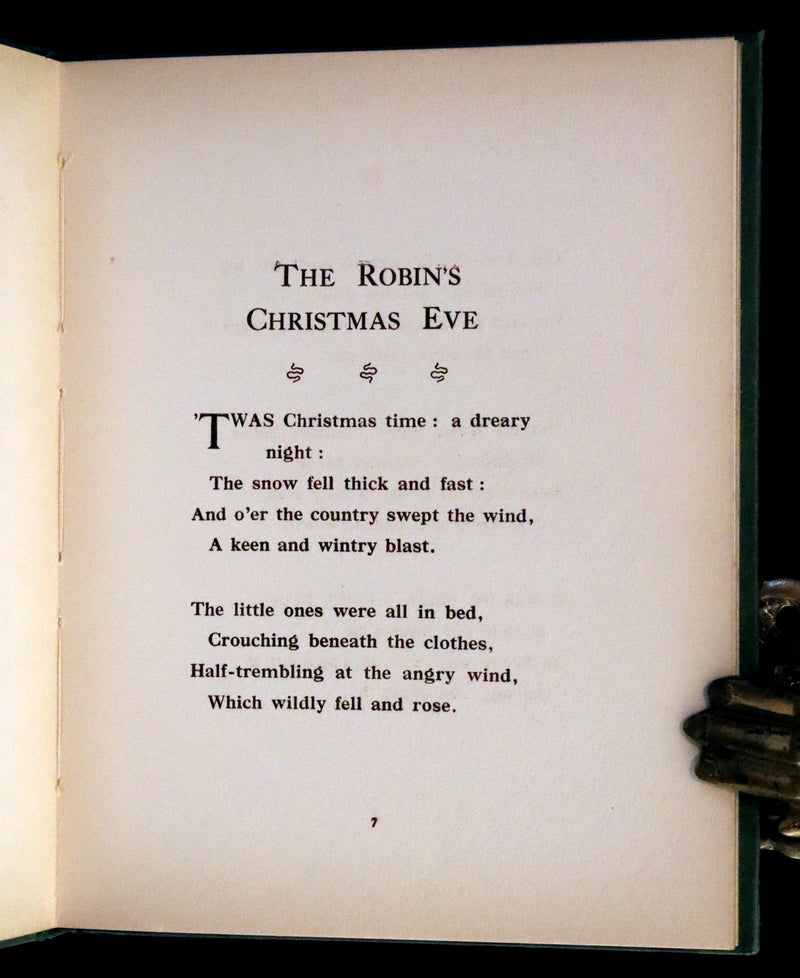 THE ROBIN'S
CHRISTMAS EVE
'TWAS Christmas time : a dreary
night :
The snow fell thick and fast :
And o'er the country swept the wind,
A keen and wintry blast.
The little ones were all in bed,
Crouching beneath the clothes,
Half-trembling at the angry wind,
Which wildly fell and rose.
7